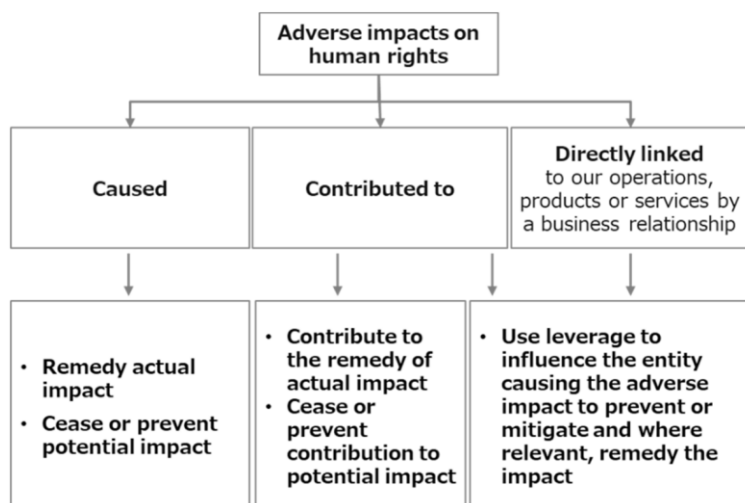 Adverse impacts on
human rights
Caused
Contributed to
Directly linked
to our operations,
products or services by
a business relationship
• Remedy actual
impact
• Cease or prevent
potential impact
• Contribute to
the remedy of
actual impact
• Cease or
prevent
contribution to
potential impact
• Use leverage to
influence the entity
causing the adverse
impact to prevent or
mitigate and where
relevant, remedy the
impact